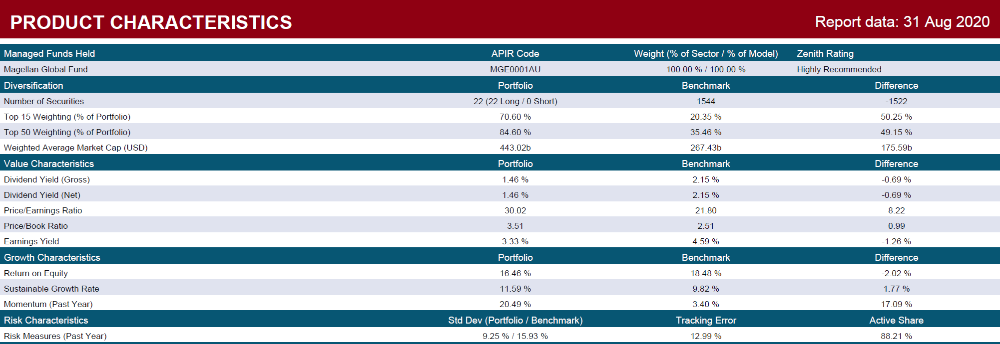 PRODUCT CHARACTERISTICS Report data: 31 Aug 2020
Managed Funds Held APIR Code Weight (% of Sector / % of Model) Zenith Rating
Magellan Global Fund MGE0001AU 100.00 % / 100.00 % Highly Recommended
Diversification Portfolio Benchmark Difference
Number of Securities 22 (22 Long / 0 Short) 1544 -1522
Top 15 Weighting (% of Portfolio) 70.60 % 20.35 % 50.25 %
Top 50 Weighting (% of Portfolio) 84.60 % 35.46 % 49.15 %
Weighted Average Market Cap (USD) 443.02b 267.43b 175.59b
Value Characteristics Portfolio Benchmark Difference
Dividend Yield (Gross) 1.46 % 2.15 % -0.69 %
Dividend Yield (Net) 1.46 % 2.15 % -0.69 %
Price/Earnings Ratio 30.02 21.80 8.22
Price/Book Ratio 3.51 2.51 0.99
Earnings Yield 3.33 % 4.59 % -1.26 %
Growth Characteristics Portfolio Benchmark Difference
Return on Equity 16.46 % 18.48 % -2.02 %
Sustainable Growth Rate 11.59 % 9.82 % 1.77 %
Momentum (Past Year) 20.49 % 3.40 % 17.09 %
Risk Characteristics Std Dev (Portfolio / Benchmark) Tracking Error Active Share
Risk Measures (Past Year) 9.25 % / 15.93 % 12.99 % 88.21 %